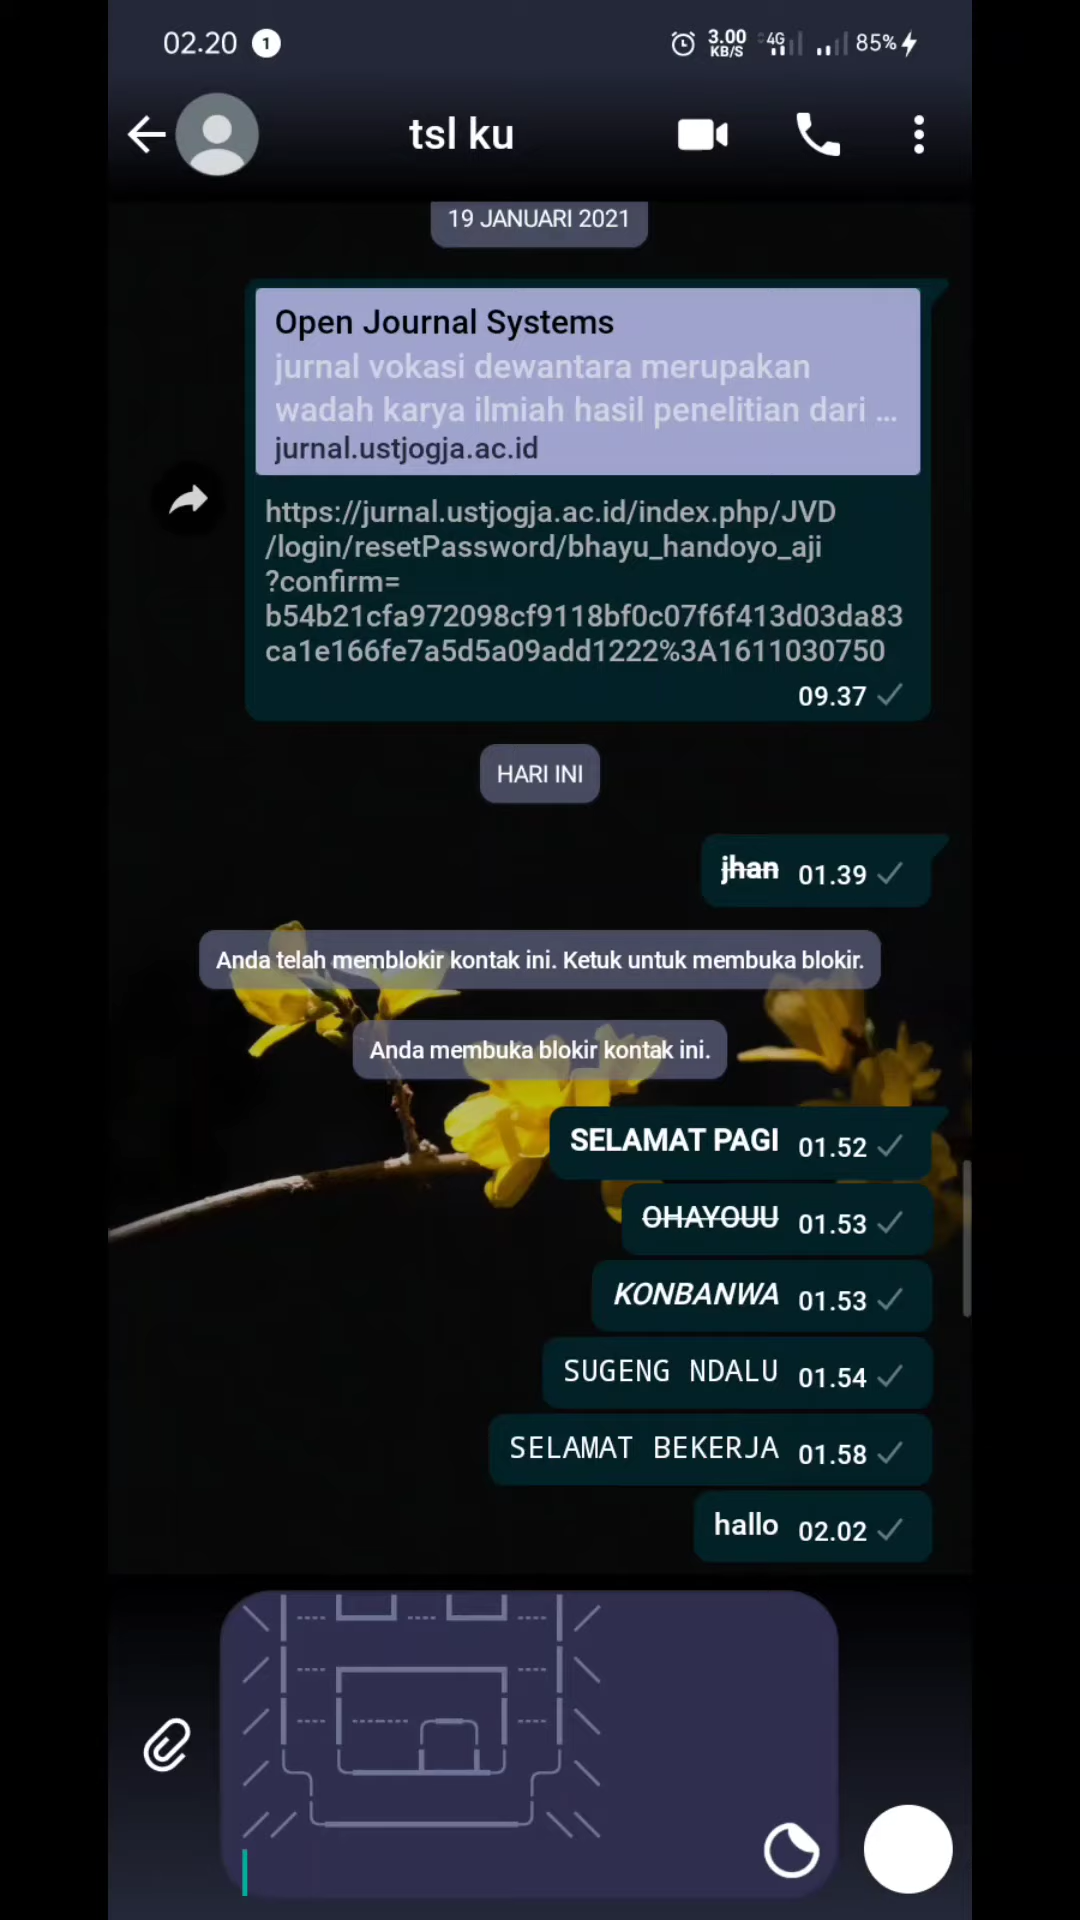 02.20 1 3.00 KB/S 4G 85%
tsl ku
19 JANUARI 2021
Open Journal Systems
jurnal vokasi dewantara merupakan
wadah karya ilmiah hasil penelitian dari ...
jurnal.ustjogja.ac.id
https://jurnal.ustjogja.ac.id/index.php/JVD
/login/resetPassword/bhayu_handoyo_aji
?confirm=
b54b21cfa972098cf9118bf0c07f6f413d03da83
ca1e166fe7a5d5a09add1222%3A1611030750
09.37
HARI INI
jhan 01.39
Anda telah memblokir kontak ini. Ketuk untuk membuka blokir.
Anda membuka blokir kontak ini.
SELAMAT PAGI 01.52
OHAYOUU 01.53
KONBANWA 01.53
SUGENG NDALU 01.54
SELAMAT BEKERJA 01.58
hallo 02.02